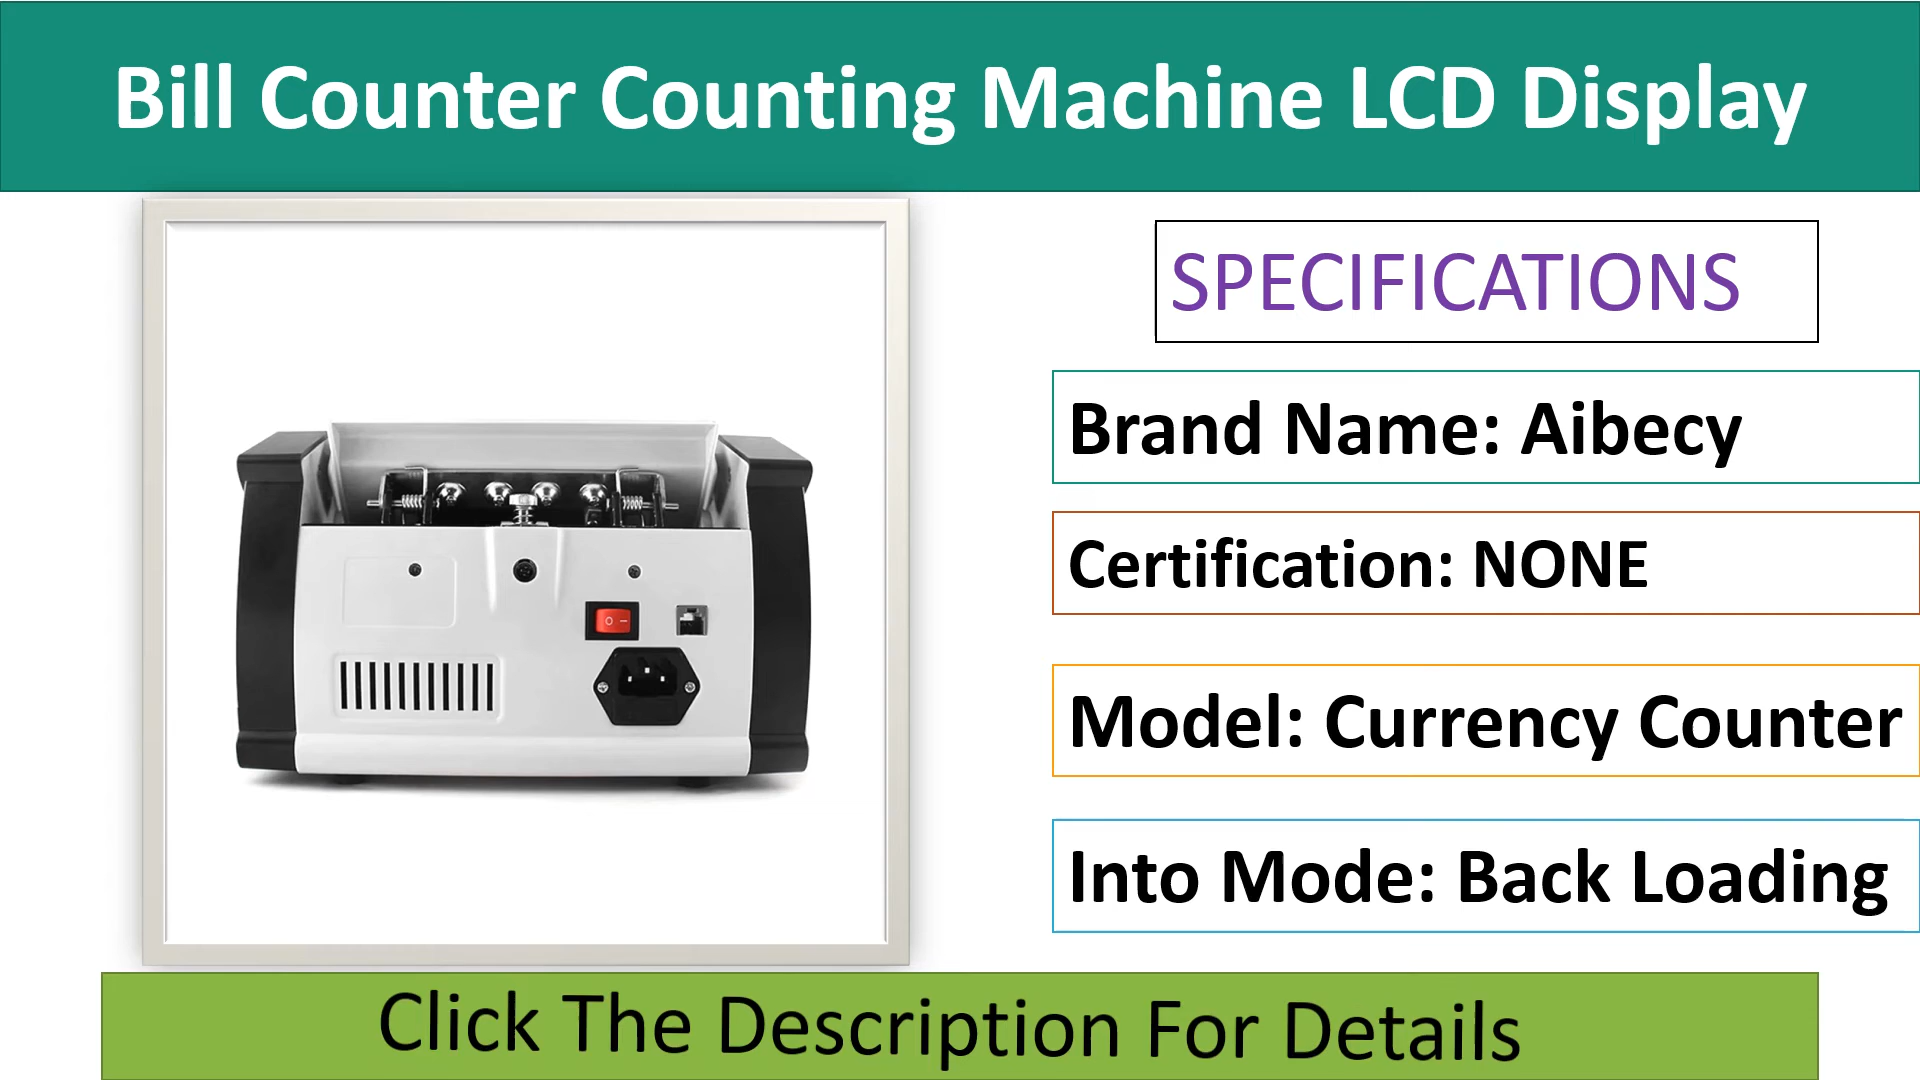 Bill Counter Counting Machine LCD Display
SPECIFICATIONS
Brand Name: Aibecy
Certification: NONE
Model: Currency Counter
Into Mode: Back Loading
Click The Description For Details